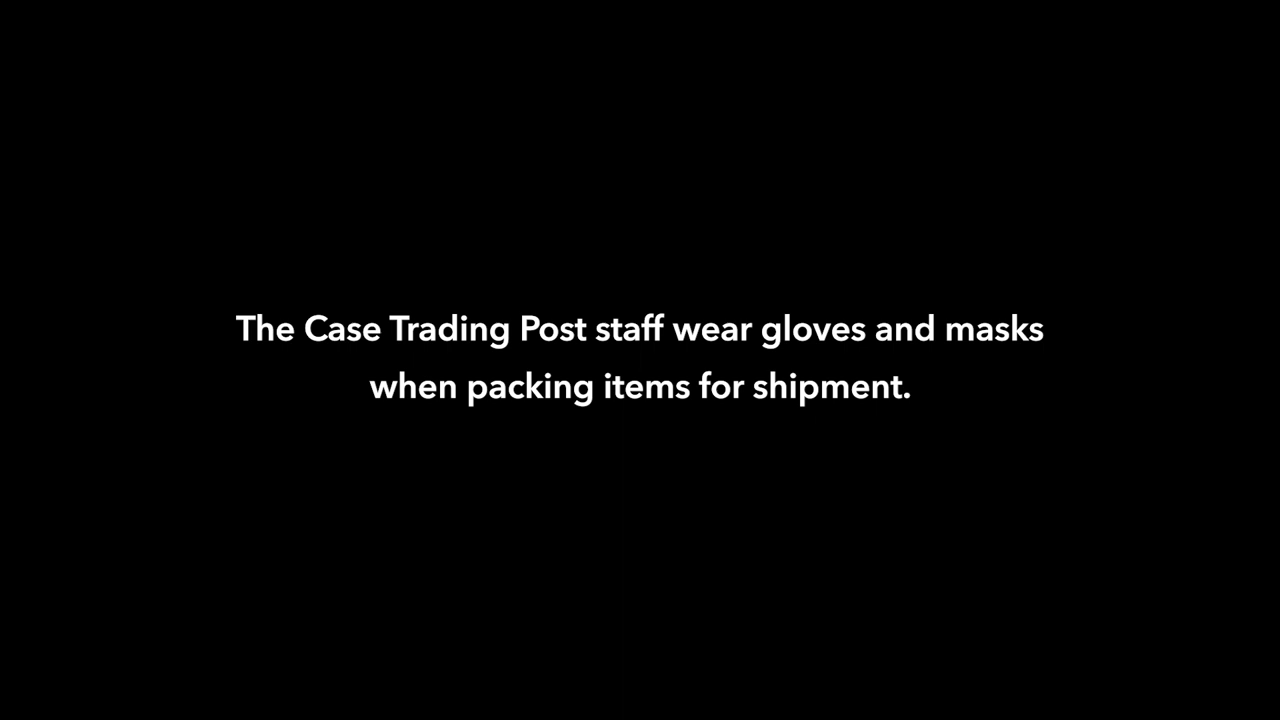 The Case Trading Post staff wear gloves and masks
when packing items for shipment.